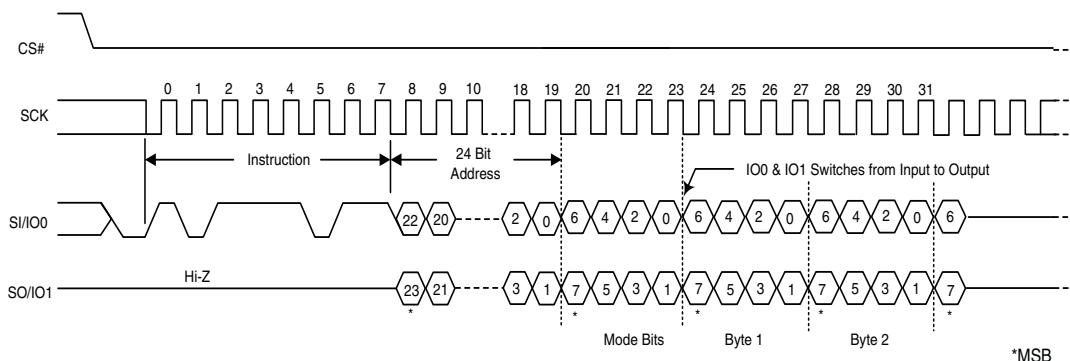 CS#
0 1 2 3 4 5 6 7 8 9 10 18 19 20 21 22 23 24 25 26 27 28 29 30 31
SCK
Instruction
24 Bit
Address
IO0 & IO1 Switches from Input to Output
SI/IO0
22 20 2 0 6 4 2 0 6 4 2 0 6 4 2 0 6
Hi-Z
SO/IO1
23 21 3 1 7 5 3 1 7 5 3 1 7 5 3 1 7
* * * * *
Mode Bits Byte 1 Byte 2
*MSB